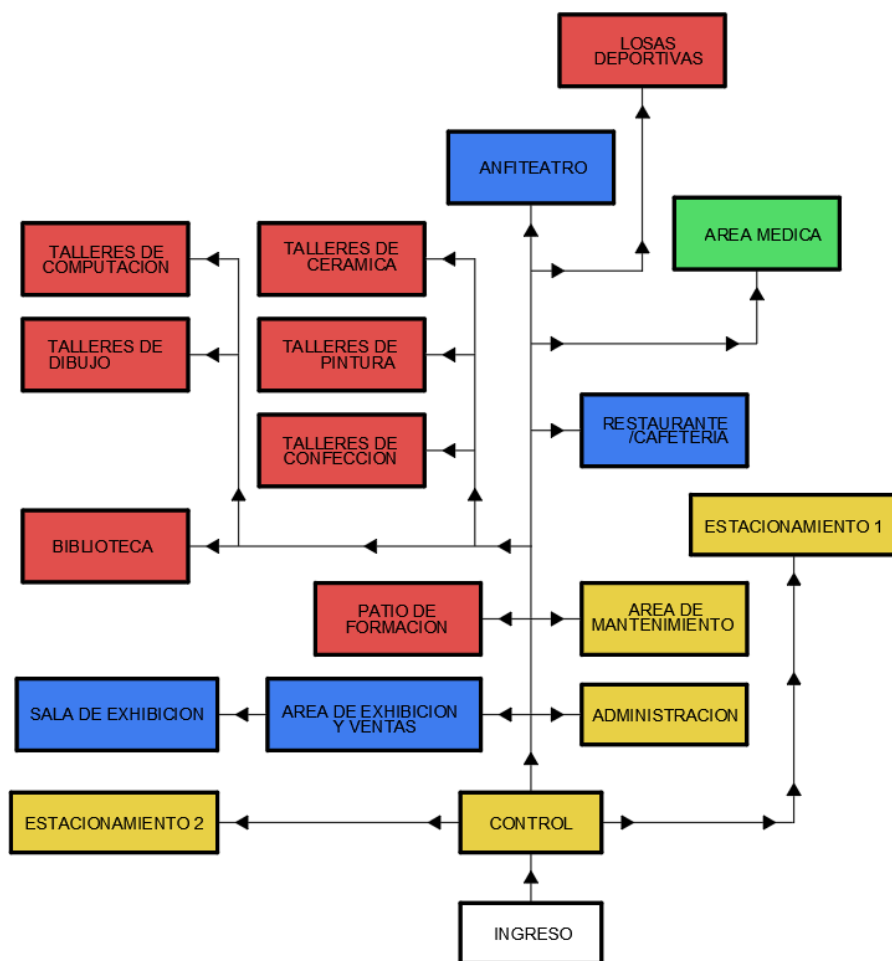 LOSAS
DEPORTIVAS
ANFITEATRO
AREA MEDICA
TALLERES DE
COMPUTACION
TALLERES DE
CERAMICA
TALLERES DE
DIBUJO
TALLERES DE
PINTURA
TALLERES DE
CONFECCION
RESTAURANTE
/CAFETERIA
ESTACIONAMIENTO 1
BIBLIOTECA
PATIO DE
FORMACION
AREA DE
MANTENIMIENTO
SALA DE EXHIBICION
AREA DE EXHIBICION
Y VENTAS
ADMINISTRACION
ESTACIONAMIENTO 2
CONTROL
INGRESO